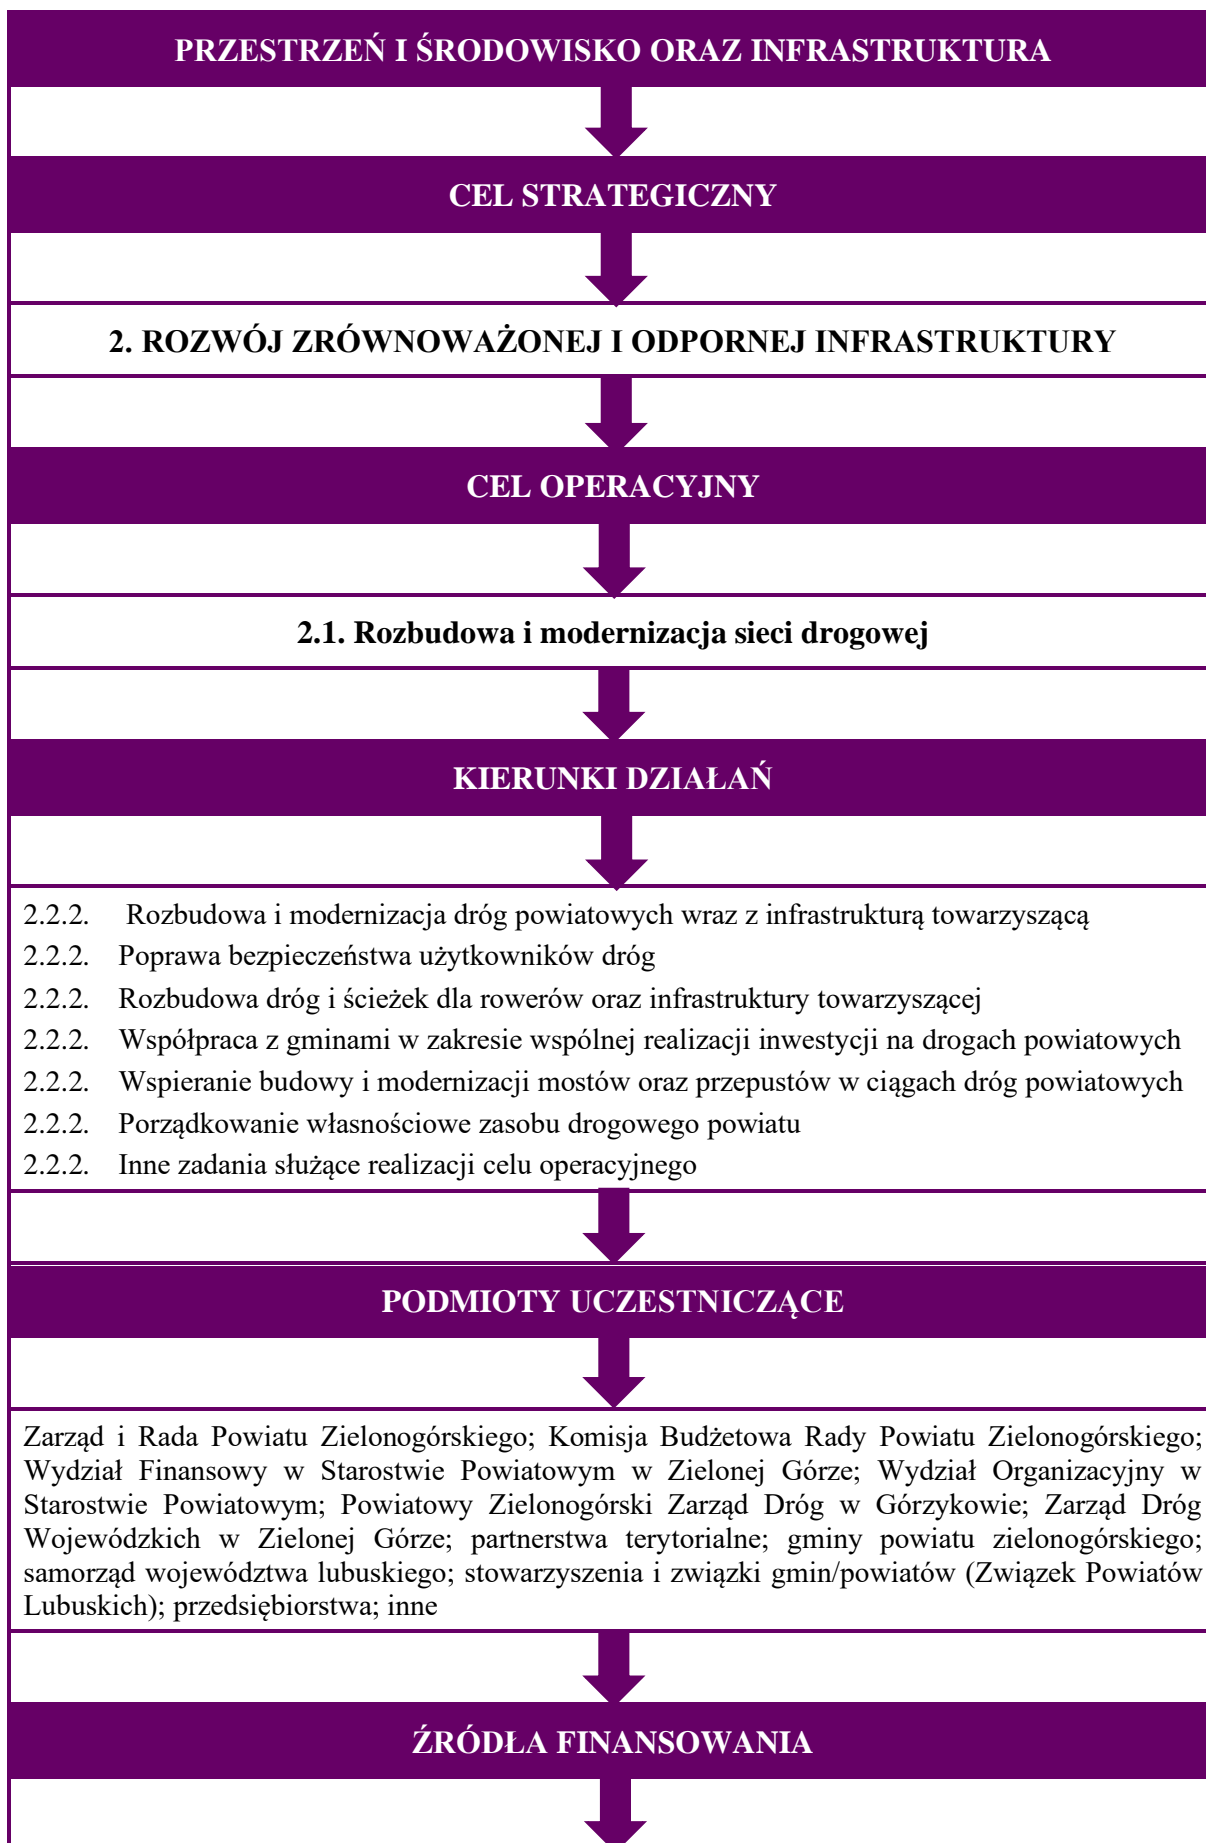 PRZESTRZEŃ I ŚRODOWISKO ORAZ INFRASTRUKTURA
CEL STRATEGICZNY
2. ROZWÓJ ZRÓWNOWAŻONEJ I ODPORNEJ INFRASTRUKTURY
CEL OPERACYJNY
2.1. Rozbudowa i modernizacja sieci drogowej
KIERUNKI DZIAŁAŃ
2.2.2. Rozbudowa i modernizacja dróg powiatowych wraz z infrastrukturą towarzyszącą
2.2.2. Poprawa bezpieczeństwa użytkowników dróg
2.2.2. Rozbudowa dróg i ścieżek dla rowerów oraz infrastruktury towarzyszącej
2.2.2. Współpraca z gminami w zakresie wspólnej realizacji inwestycji na drogach powiatowych
2.2.2. Wspieranie budowy i modernizacji mostów oraz przepustów w ciągach dróg powiatowych
2.2.2. Porządkowanie własnościowe zasobu drogowego powiatu
2.2.2. Inne zadania służące realizacji celu operacyjnego
PODMIOTY UCZESTNICZĄCE
Zarząd i Rada Powiatu Zielonogórskiego; Komisja Budżetowa Rady Powiatu Zielonogórskiego;
Wydział Finansowy w Starostwie Powiatowym w Zielonej Górze; Wydział Organizacyjny w
Starostwie Powiatowym; Powiatowy Zielonogórski Zarząd Dróg w Górzykowie; Zarząd Dróg
Wojewódzkich w Zielonej Górze; partnerstwa terytorialne; gminy powiatu zielonogórskiego;
samorząd województwa lubuskiego; stowarzyszenia i związki gmin/powiatów (Związek Powiatów
Lubuskich); przedsiębiorstwa; inne
ŹRÓDŁA FINANSOWANIA